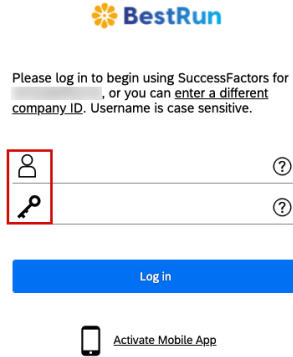 BestRun
Please log in to begin using SuccessFactors for
, or you can enter a different
company ID. Username is case sensitive.
Log in
Activate Mobile App